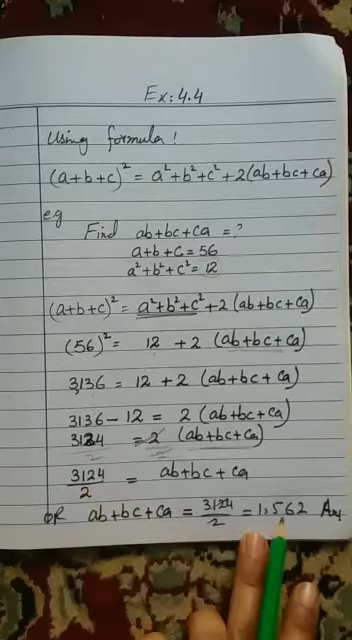 Ex: 4.4
Using formula!
(a+b+c)² = a²+b²+c²+2(ab+bc+ca)
e.g
Find ab+bc+ca = ?
a+b+c = 56
a²+b²+c² = 12
(a+b+c)² = a²+b²+c²+2(ab+bc+ca)
(56)² = 12 + 2 (ab+bc+ca)
3,136 = 12 + 2 (ab+bc+ca)
3136 - 12 = 2 (ab+bc+ca)
3124 = 2 (ab+bc+ca)
3124/2 = ab+bc+ca
OR ab+bc+ca = 3124/2 = 1,562 Ans